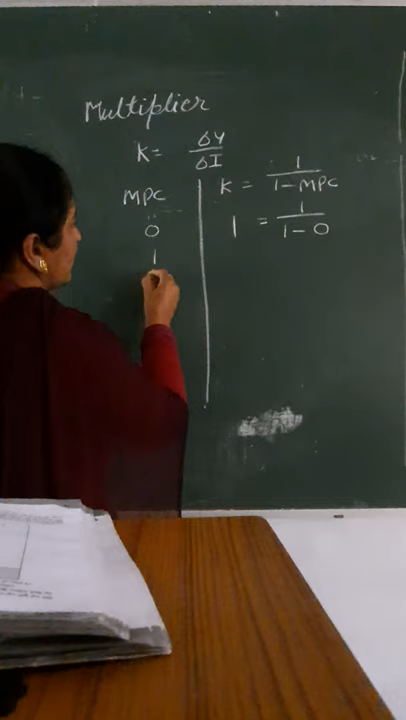 Multiplier
K = ΔY/ΔI
MPC
0
1
K = 1/1-MPC
1 = 1/1-0